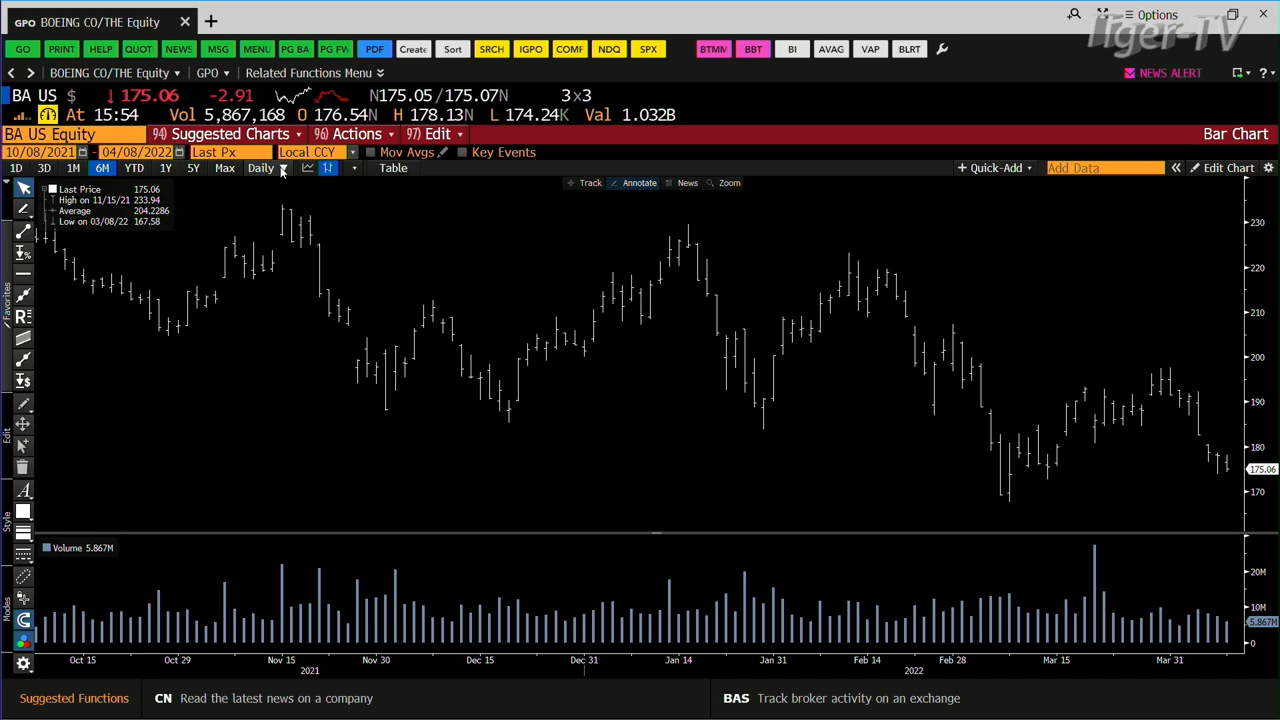 GPO BOEING CO/THE Equity
Options
Tiger-TV
GO PRINT HELP QUOT NEWS MSG MENU PG BA PG FW PDF Create Sort SRCH IGPO COMF NDQ SPX BTMM BBT BI AVAG VAP BLRT
BOEING CO/THE Equity GPO Related Functions Menu NEWS ALERT
BA US $ 175.06 -2.91 N175.05/175.07N 3x3
At 15:54 Vol 5,867,168 O 176.54N H 178.13N L 174.24K Val 1.032B
BA US Equity 94) Suggested Charts 96) Actions 97) Edit Bar Chart
10/08/2021 - 04/08/2022 Last Px Local CCY Mov Avgs Key Events
1D 3D 1M 6M YTD 1Y 5Y Max Daily Table + Quick-Add Add Data Edit Chart
Track Annotate News Zoom
Last Price 175.06
High on 11/15/21 233.94
Average 204.2286
Low on 03/08/22 167.58
230
220
210
200
190
180
175.06
170
Favorites
Edit
Style
Modes
Volume 5.867M
20M
10M
5.867M
0
Oct 15 Oct 29 Nov 15 Nov 30 Dec 15 Dec 31 Jan 14 Jan 31 Feb 14 Feb 28 Mar 15 Mar 31
2021 2022
Suggested Functions CN Read the latest news on a company BAS Track broker activity on an exchange